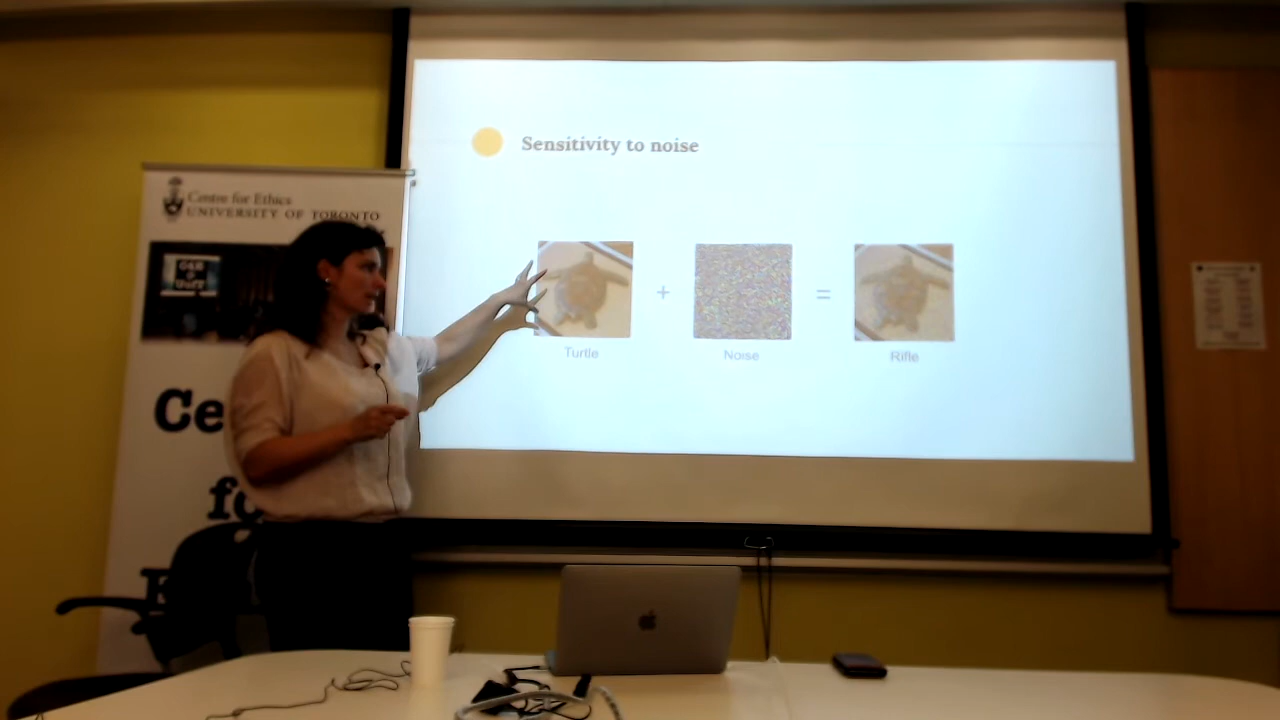 Sensitivity to noise
Turtle
+
Noise
=
Rifle
Centre for Ethics
UNIVERSITY OF TORONTO
Ce
fo